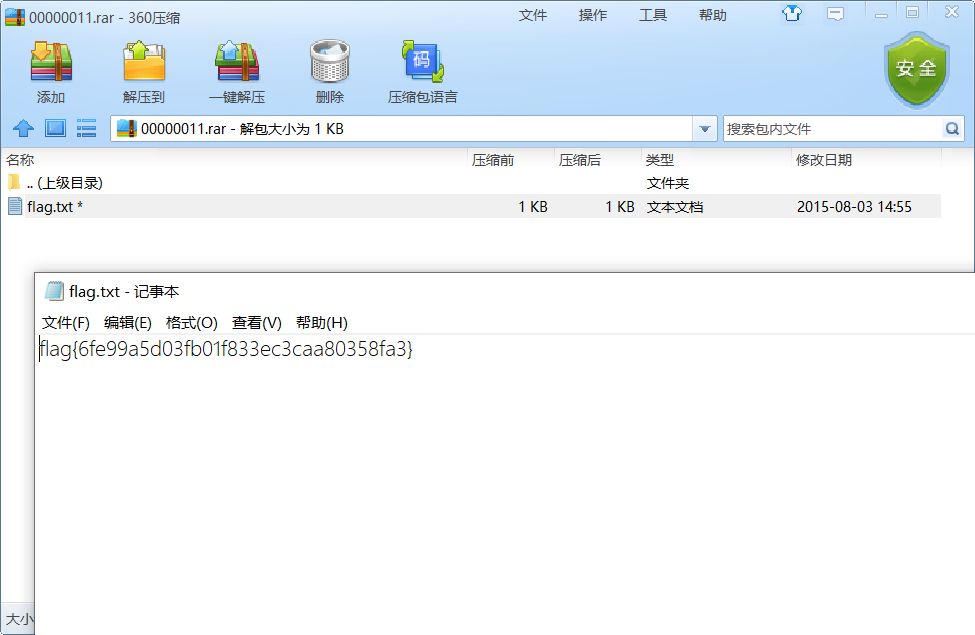 00000011.rar - 360压缩
文件 操作 工具 帮助
添加 解压到 一键解压 删除 压缩包语言
码
安全
00000011.rar - 解包大小为 1 KB
搜索包内文件
名称 压缩前 压缩后 类型 修改日期
.. (上级目录) 文件夹
flag.txt * 1 KB 1 KB 文本文档 2015-08-03 14:55
flag.txt - 记事本
文件(F) 编辑(E) 格式(O) 查看(V) 帮助(H)
flag{6fe99a5d03fb01f833ec3caa80358fa3}
大小